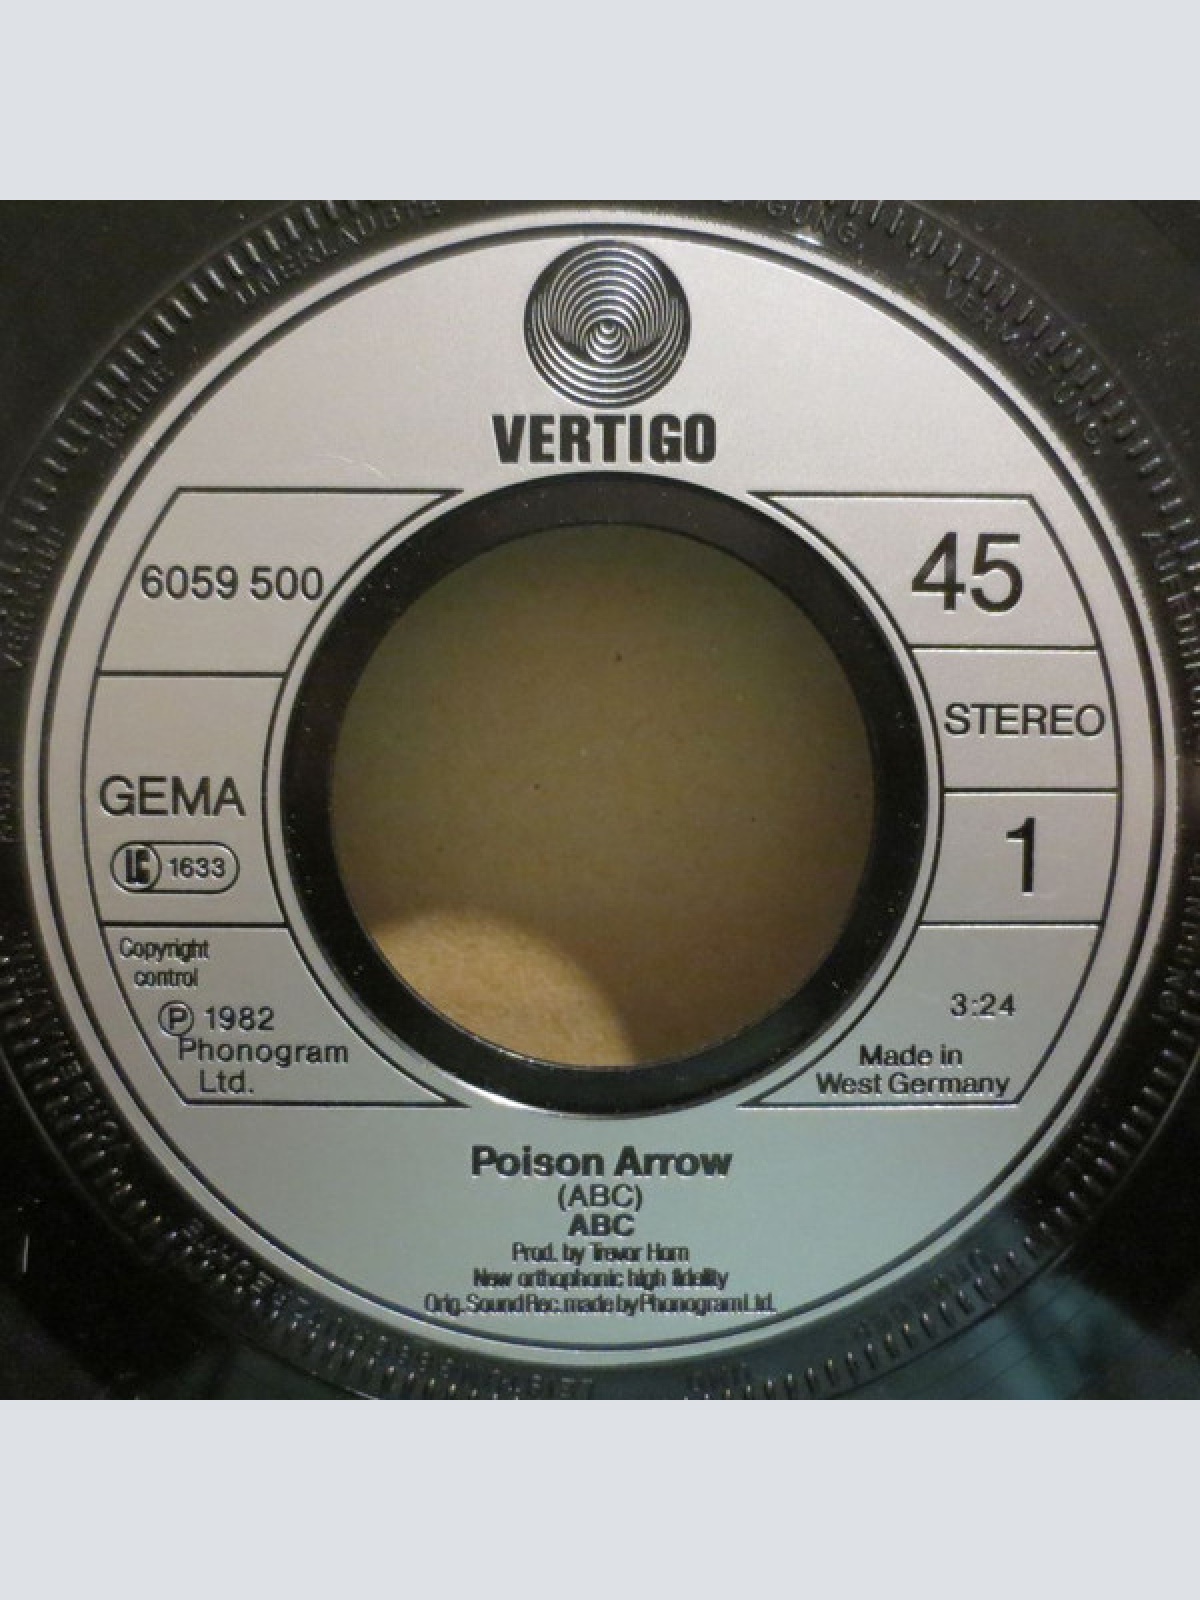 VERTIGO
6059 500
45
STEREO
GEMA
LC 1633
1
Copyright
control
Ⓟ 1982
Phonogram
Ltd.
3:24
Made in
West Germany
Poison Arrow
(ABC)
ABC
Prod. by Trevor Horn
New orthophonic high fidelity
Orig. Sound Rec. made by Phonogram Ltd.